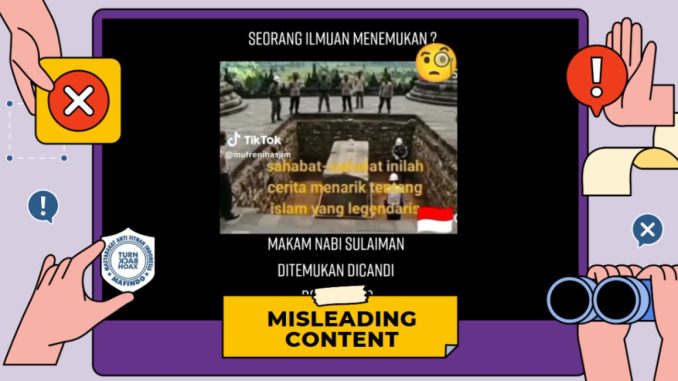 SEORANG ILMUAN MENEMUKAN ?
TikTok
@mufrenihasjim
sahabat-sahabat inilah
cerita menarik tentang
islam yang legendaris
MAKAM NABI SULAIMAN
DITEMUKAN DICANDI
MISLEADING
CONTENT
MASYARAKAT ANTI FITNAH INDONESIA
TURN
BACK
HOAX
MAFINDO